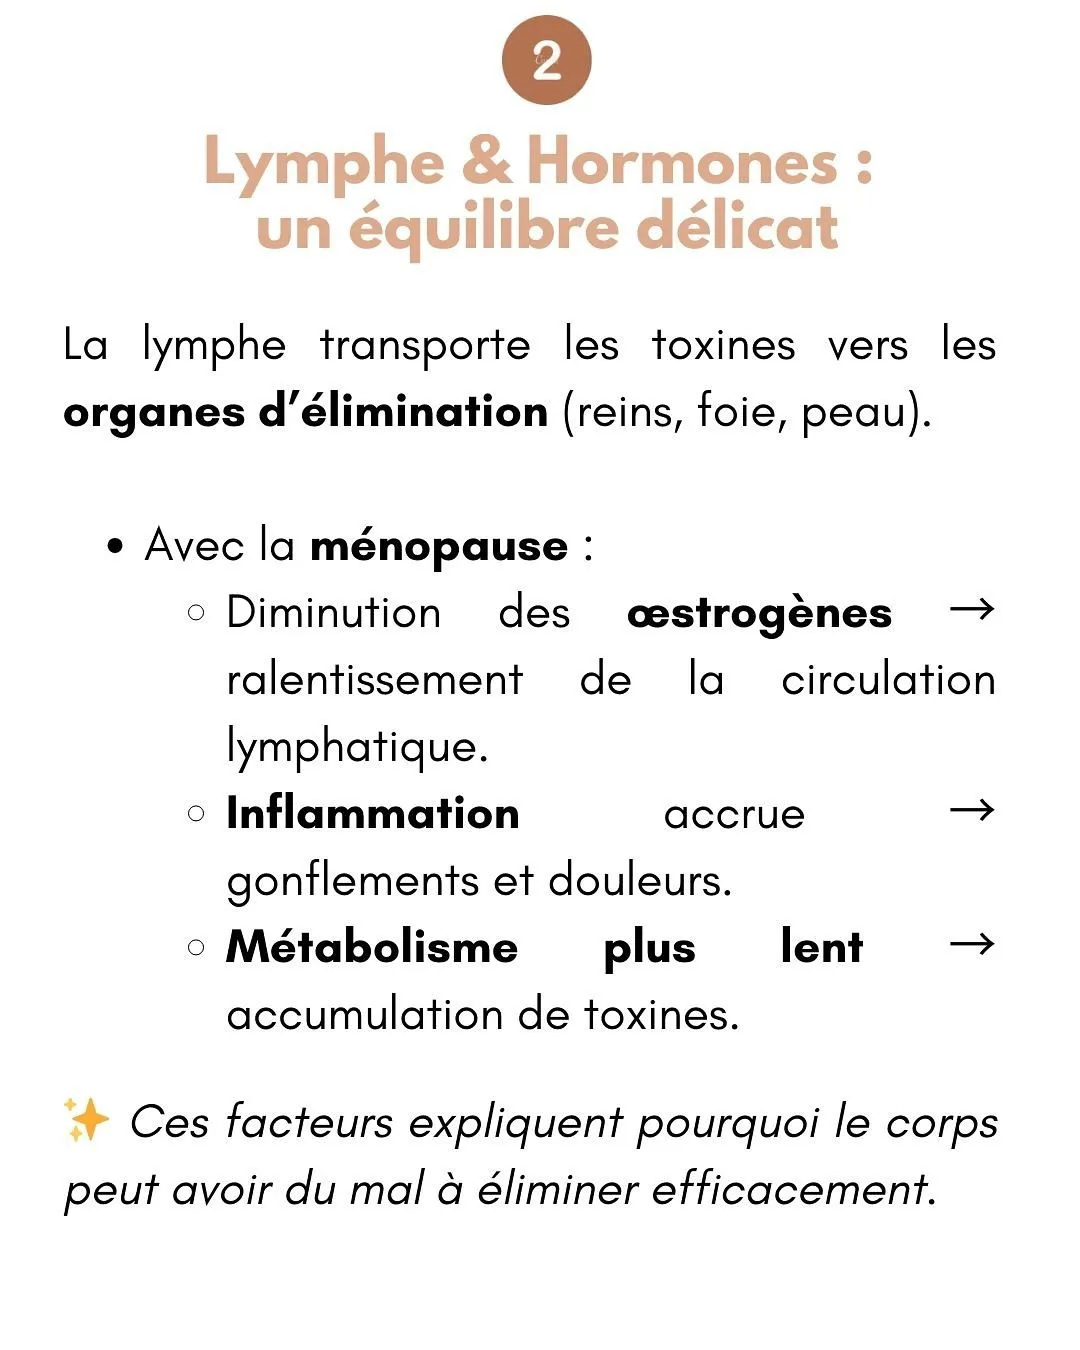 2
Lymphe & Hormones :
un équilibre délicat
La lymphe transporte les toxines vers les
organes d’élimination (reins, foie, peau).
• Avec la ménopause :
○ Diminution des œstrogènes →
ralentissement de la circulation
lymphatique.
○ Inflammation accrue →
gonflements et douleurs.
○ Métabolisme plus lent →
accumulation de toxines.
✨ Ces facteurs expliquent pourquoi le corps
peut avoir du mal à éliminer efficacement.